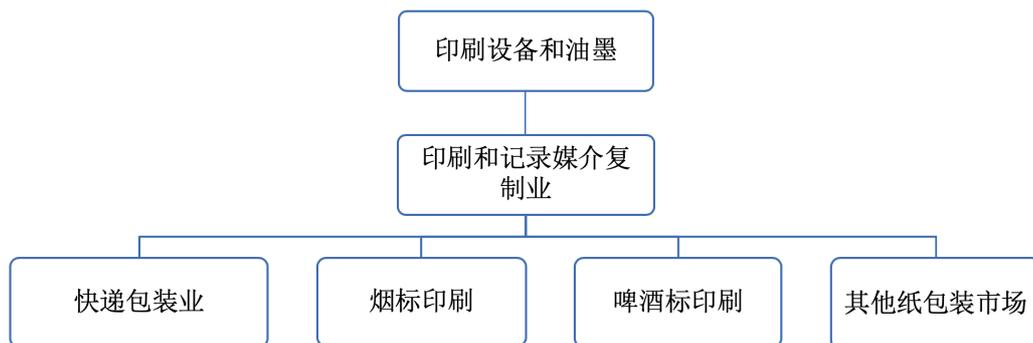 印刷设备和油墨
印刷和记录媒介复
制业
快递包装业
烟标印刷
啤酒标印刷
其他纸包装市场